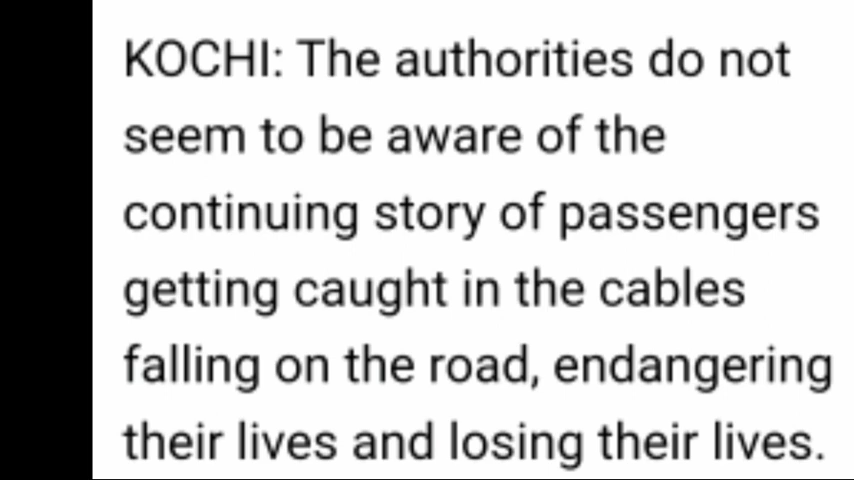 KOCHI: The authorities do not
seem to be aware of the
continuing story of passengers
getting caught in the cables
falling on the road, endangering
their lives and losing their lives.